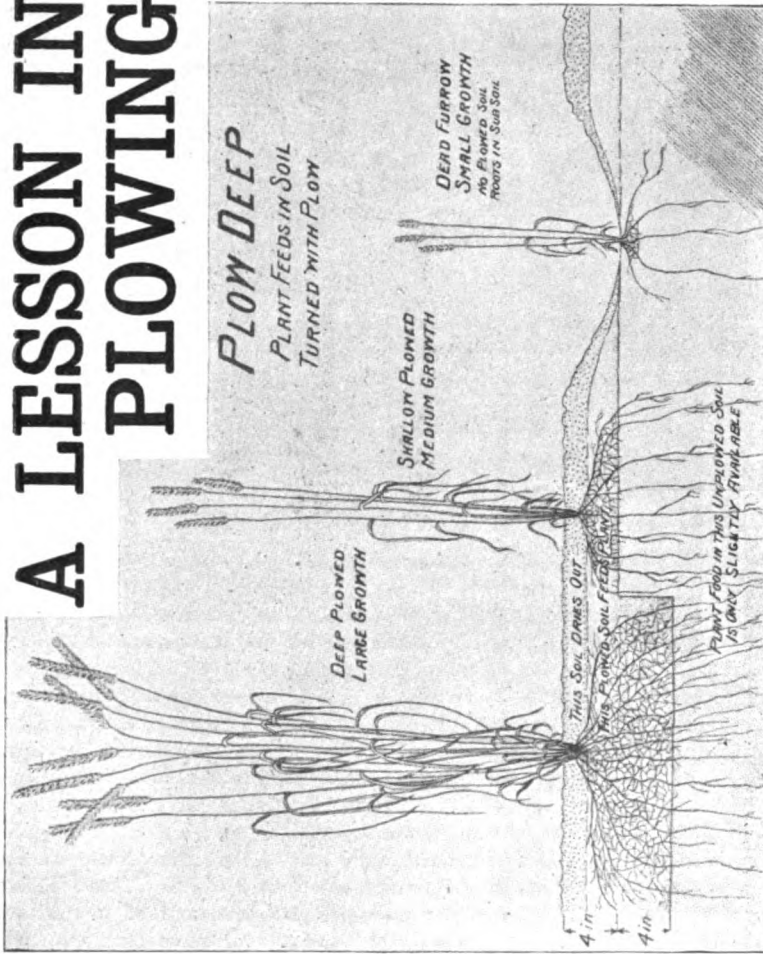 A LESSON IN
PLOWING
PLOW DEEP
PLANT FEEDS IN SOIL
TURNED WITH PLOW
DEEP PLOWED
LARGE GROWTH
SHALLOW PLOWED
MEDIUM GROWTH
DEAD FURROW
SMALL GROWTH
NO PLOWED SOIL
ROOTS IN SUB SOIL
THIS SOIL DRIES OUT
THIS PLOWED SOIL FEEDS PLANT
4 in
4 in
PLANT FOOD IN THIS UNPLOWED SOIL
IS ONLY SLIGHTLY AVAILABLE